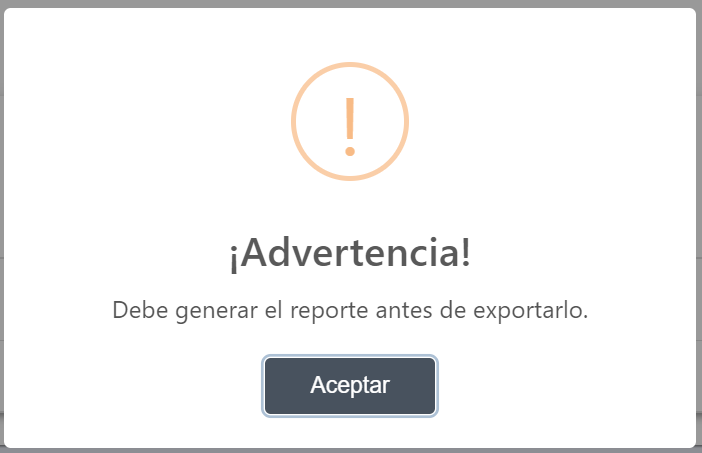 ¡Advertencia!
Debe generar el reporte antes de exportarlo.
Aceptar